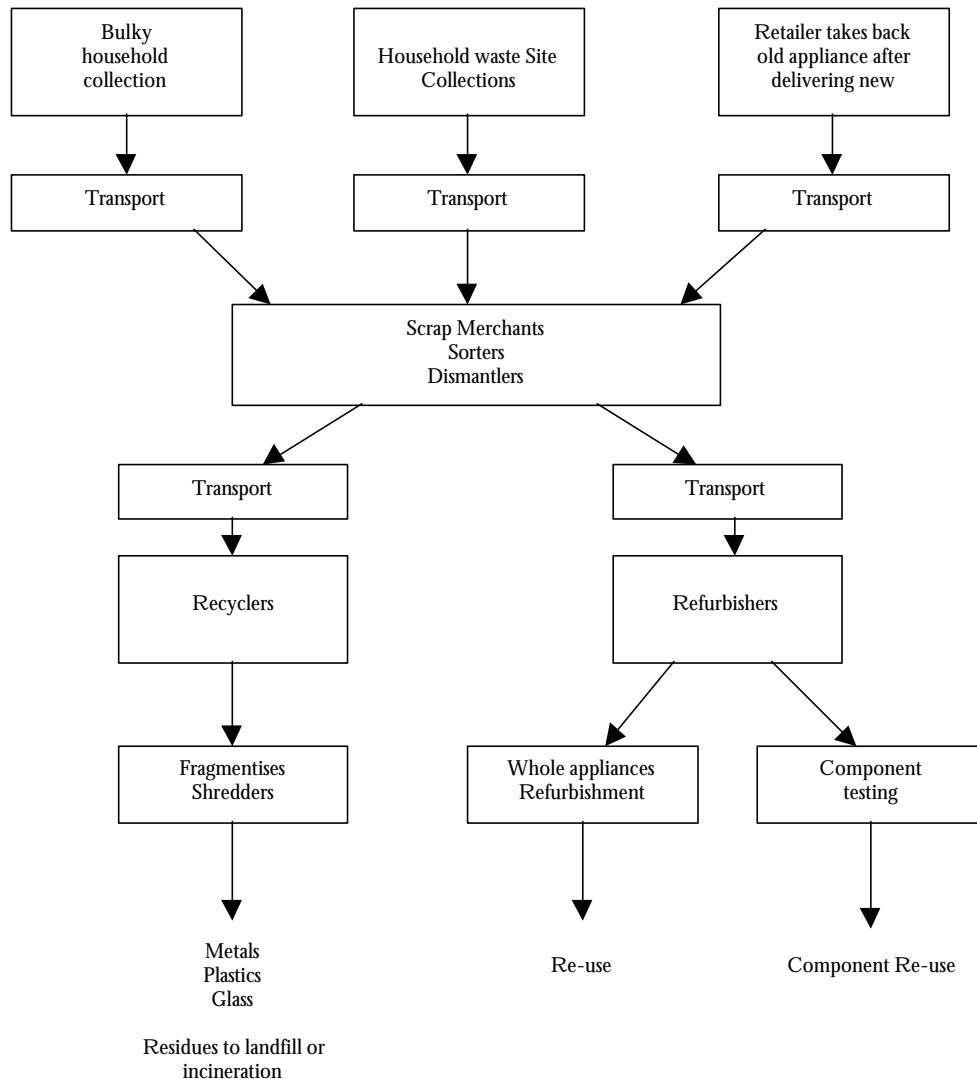 Bulky
household
collection
Household waste Site
Collections
Retailer takes back
old appliance after
delivering new
Transport
Transport
Transport
Scrap Merchants
Sorters
Dismantlers
Transport
Transport
Recyclers
Refurbishers
Fragmentises
Shredders
Whole appliances
Refurbishment
Component
testing
Metals
Plastics
Glass
Re-use
Component Re-use
Residues to landfill or
incineration